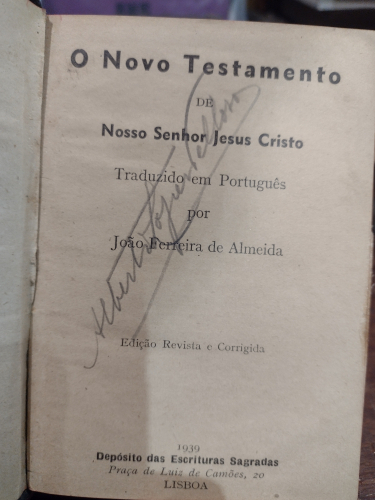 O Novo Testamento
DE
Nosso Senhor Jesus Cristo
Traduzido em Português
por
João Ferreira de Almeida
Alberto
Edição Revista e Corrigida
1939
Depósito das Escrituras Sagradas
Praça de Luiz de Camões, 20
LISBOA